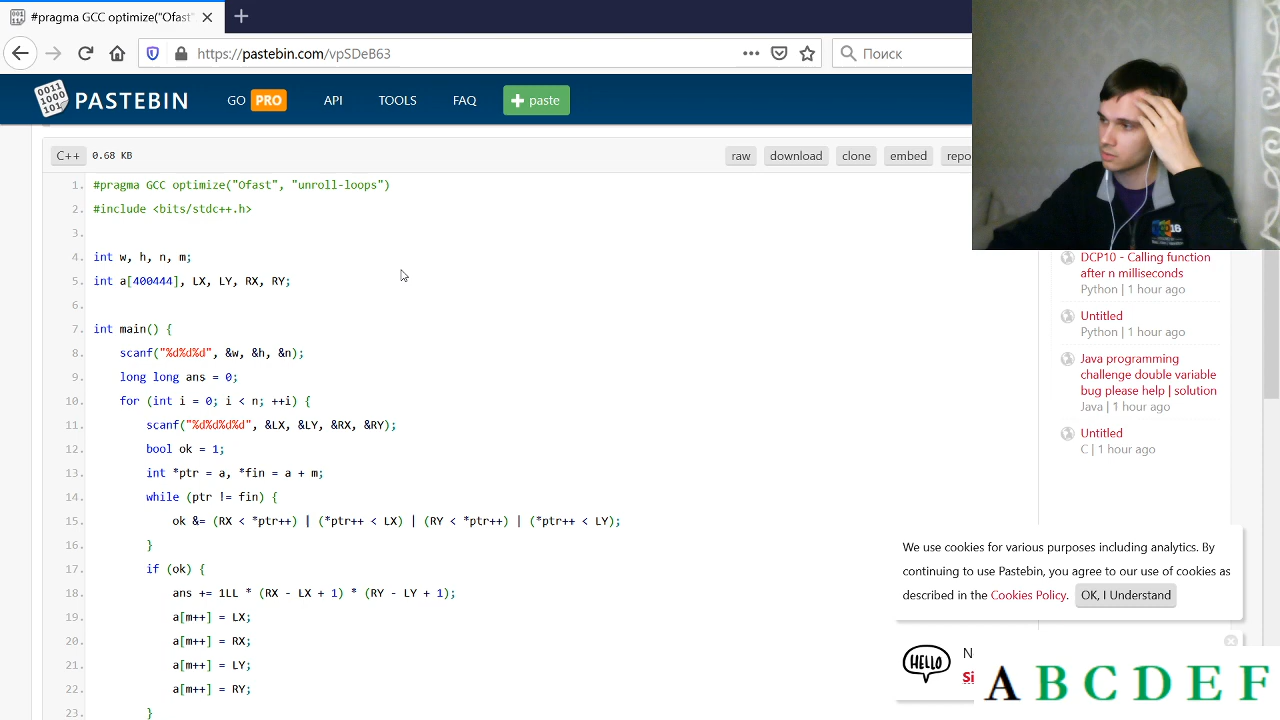 #pragma GCC optimize("Ofast"
https://pastebin.com/vpSDeB63
Поиск
PASTEBIN
GO PRO API TOOLS FAQ paste
C++ 0.68 KB
raw download clone embed repo
1. #pragma GCC optimize("Ofast", "unroll-loops")
2. #include <bits/stdc++.h>
3.
4. int w, h, n, m;
5. int a[400444], LX, LY, RX, RY;
6.
7. int main() {
8. scanf("%d%d%d", &w, &h, &n);
9. long long ans = 0;
10. for (int i = 0; i < n; ++i) {
11. scanf("%d%d%d%d", &LX, &LY, &RX, &RY);
12. bool ok = 1;
13. int *ptr = a, *fin = a + m;
14. while (ptr != fin) {
15. ok &= (RX < *ptr++) | (*ptr++ < LX) | (RY < *ptr++) | (*ptr++ < LY);
16. }
17. if (ok) {
18. ans += 1LL * (RX - LX + 1) * (RY - LY + 1);
19. a[m++] = LX;
20. a[m++] = RX;
21. a[m++] = LY;
22. a[m++] = RY;
23. }
DCP10 - Calling function
after n milliseconds
Python | 1 hour ago
Untitled
Python | 1 hour ago
Java programming
challenge double variable
bug please help | solution
Java | 1 hour ago
Untitled
C | 1 hour ago
We use cookies for various purposes including analytics. By
continuing to use Pastebin, you agree to our use of cookies as
described in the Cookies Policy. OK, I Understand
HELLO
N
Si
A B C D E F